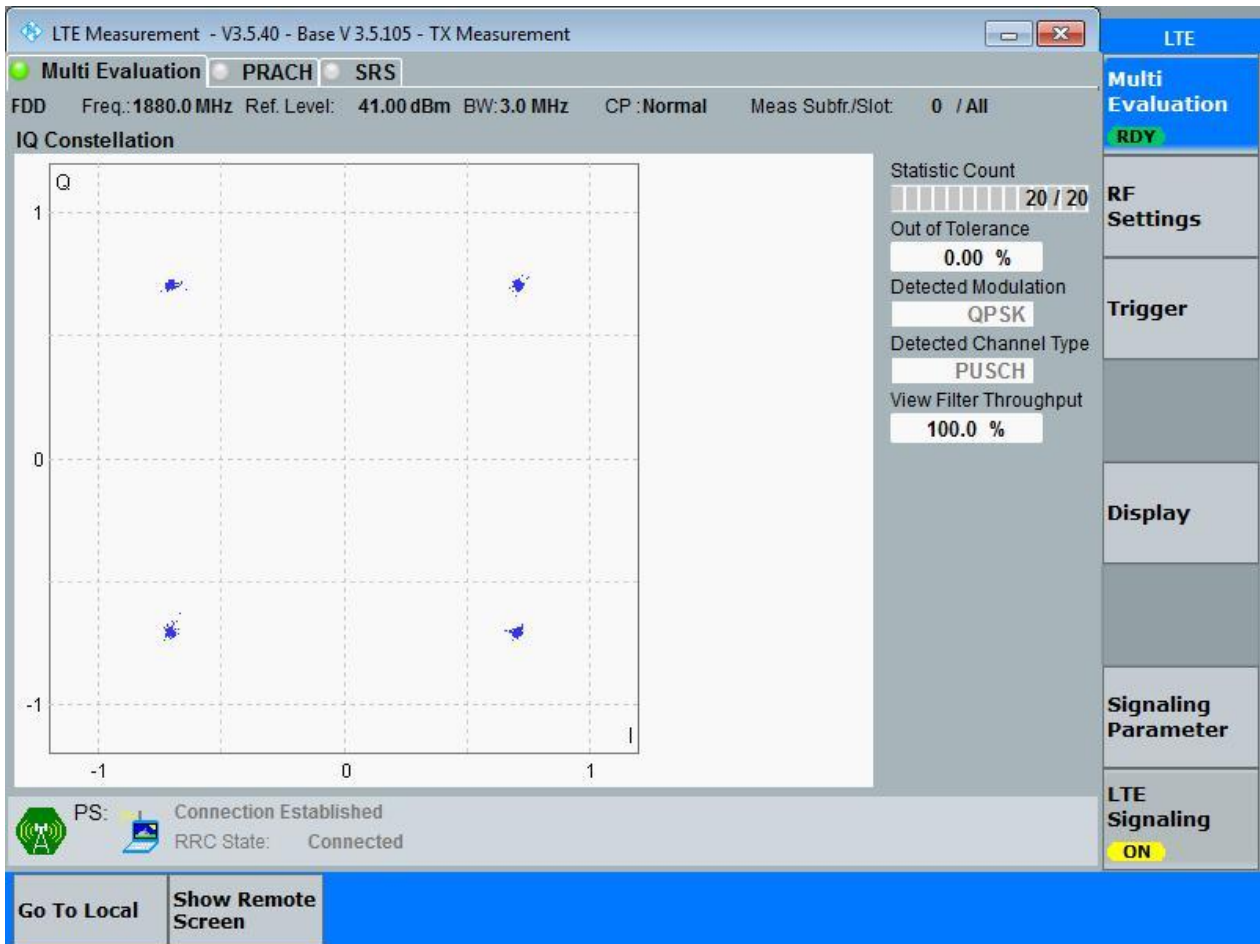 LTE Measurement - V3.5.40 - Base V 3.5.105 - TX Measurement
LTE
Multi Evaluation PRACH SRS
FDD Freq.: 1880.0 MHz Ref. Level: 41.00 dBm BW: 3.0 MHz CP : Normal Meas Subfr./Slot: 0 / All
IQ Constellation
Q
1
0
-1
I
-1 0 1
Statistic Count
20 / 20
Out of Tolerance
0.00 %
Detected Modulation
QPSK
Detected Channel Type
PUSCH
View Filter Throughput
100.0 %
Multi
Evaluation
RDY
RF
Settings
Trigger
Display
Signaling
Parameter
LTE
Signaling
ON
PS: Connection Established
RRC State: Connected
Go To Local
Show Remote
Screen